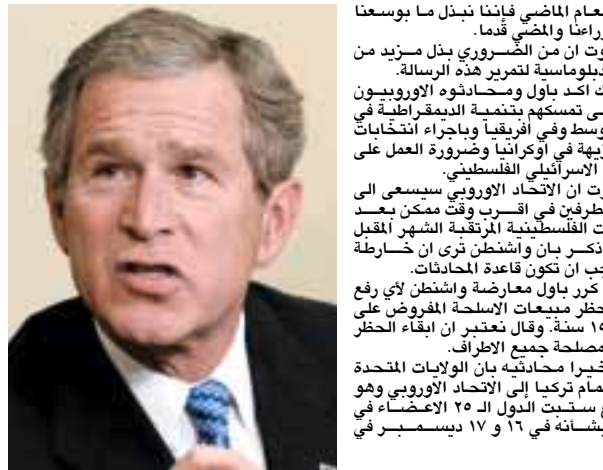 لعام الماضي فإننا نبذل ما بوسعنا
وراءنا والمضي قدما.
وت ان من الضروري بذل مزيد من
دبلوماسية لتمرير هذه الرسالة.
ك اكد باول ومحادثوه الاوروبيون
ى تمسكهم بتنمية الديمقراطية في
وسط وفي افريقيا وباجراء انتخابات
زيهة في اوكرانيا وضرورة العمل على
الاسرائيلي الفلسطيني.
رت ان الاتحاد الاوروبي سيسعى الى
طرفين في اقرب وقت ممكن بعد
ت الفلسطينية المرتقبة الشهر المقبل
ذكر بان واشنطن ترى ان خارطة
جب ان تكون قاعدة المحادثات.
كرر باول معارضة واشنطن لأي رفع
حظر مبيعات الاسلحة المفروض على
١٥ سنة. وقال نعتبر ان ابقاء الحظر
مصلحة جميع الاطراف.
خيرا محادثيه بان الولايات المتحدة
مام تركيا إلى الاتحاد الاوروبي وهو
ستبت الدول الـ ٢٥ الاعضاء في
بشأنه في ١٦ و ١٧ ديسمبر في